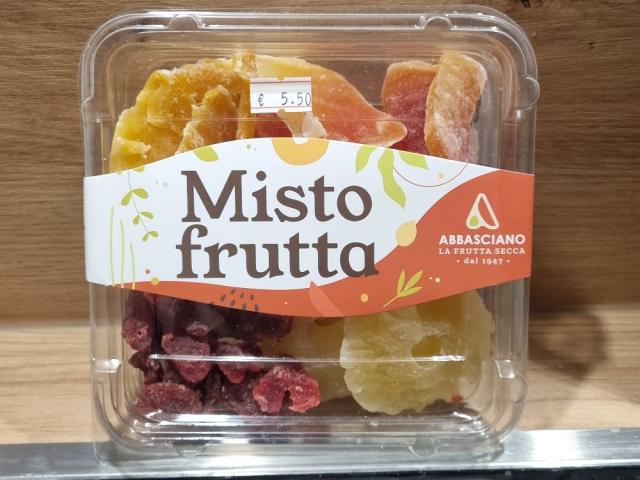 € 5.50
Misto
frutta
ABBASCIANO
LA FRUTTA SECCA
• dal 1947 •